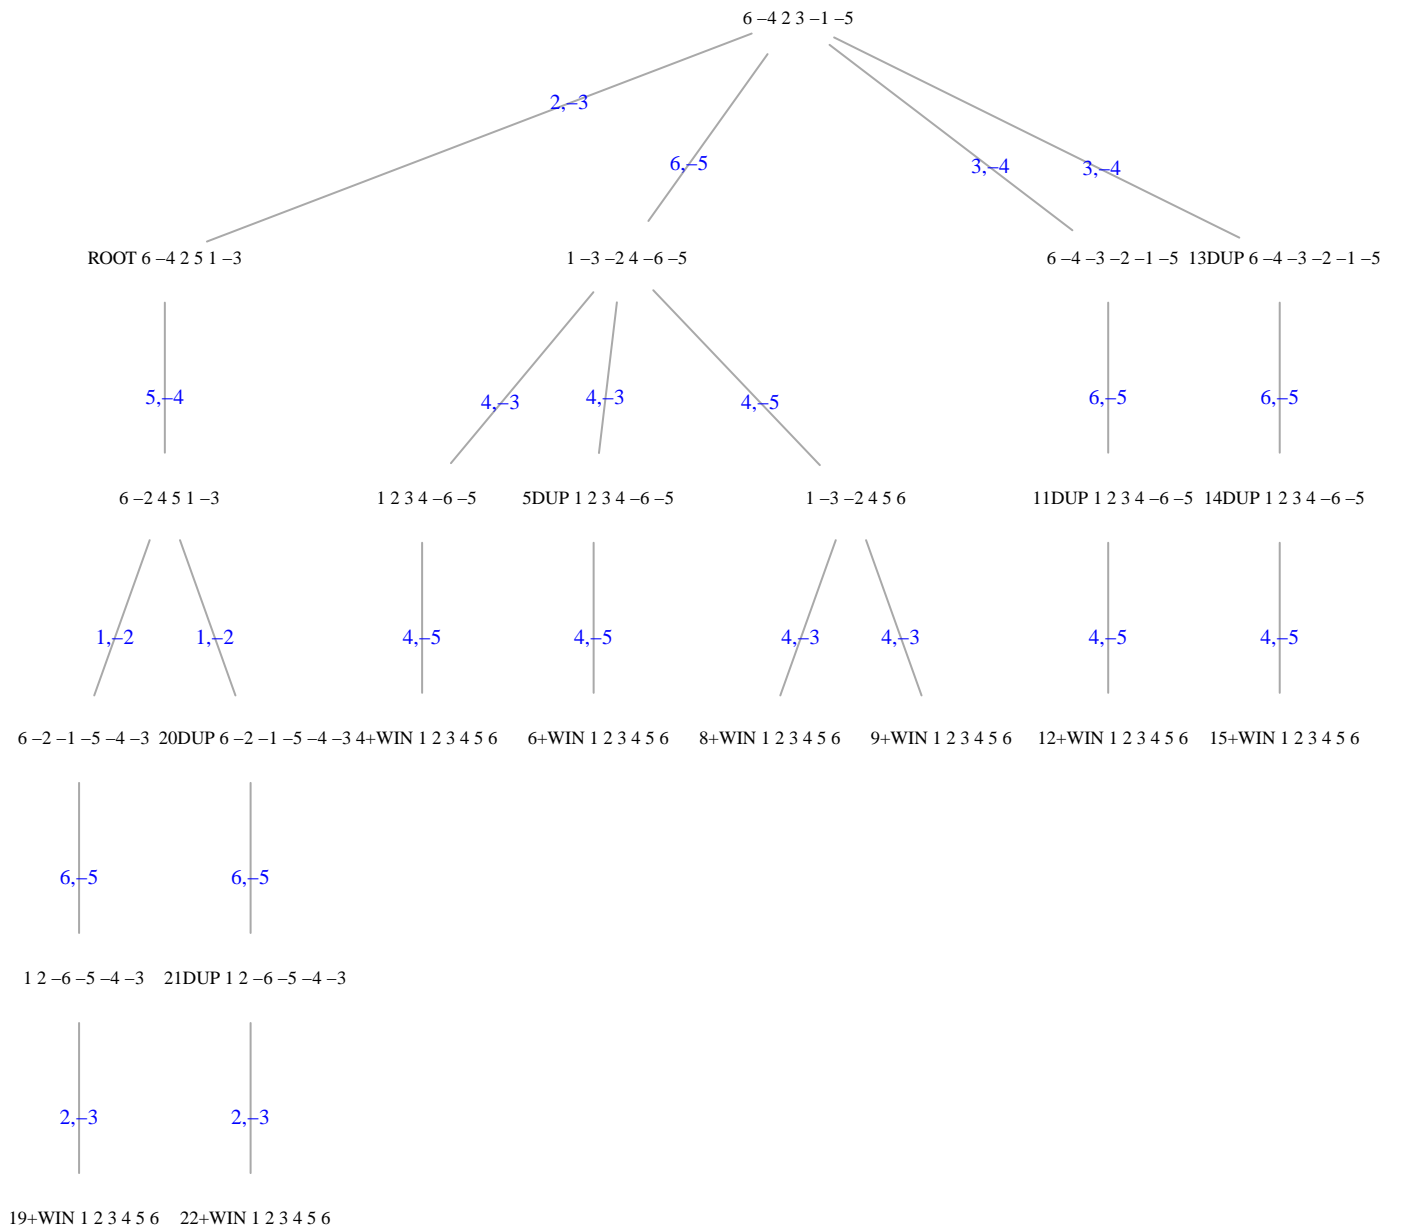 6 –4 2 3 –1 –5
2,–3
6,–5
3,–4
3,–4
ROOT 6 –4 2 5 1 –3
1 –3 –2 4 –6 –5
6 –4 –3 –2 –1 –5
13DUP 6 –4 –3 –2 –1 –5
5,–4
4,–3
4,–3
4,–5
6,–5
6,–5
6 –2 4 5 1 –3
1 2 3 4 –6 –5
5DUP 1 2 3 4 –6 –5
1 –3 –2 4 5 6
11DUP 1 2 3 4 –6 –5
14DUP 1 2 3 4 –6 –5
1,–2
1,–2
4,–5
4,–5
4,–3
4,–3
4,–5
4,–5
6 –2 –1 –5 –4 –3
20DUP 6 –2 –1 –5 –4 –3
4+WIN 1 2 3 4 5 6
6+WIN 1 2 3 4 5 6
8+WIN 1 2 3 4 5 6
9+WIN 1 2 3 4 5 6
12+WIN 1 2 3 4 5 6
15+WIN 1 2 3 4 5 6
6,–5
6,–5
1 2 –6 –5 –4 –3
21DUP 1 2 –6 –5 –4 –3
2,–3
2,–3
19+WIN 1 2 3 4 5 6
22+WIN 1 2 3 4 5 6